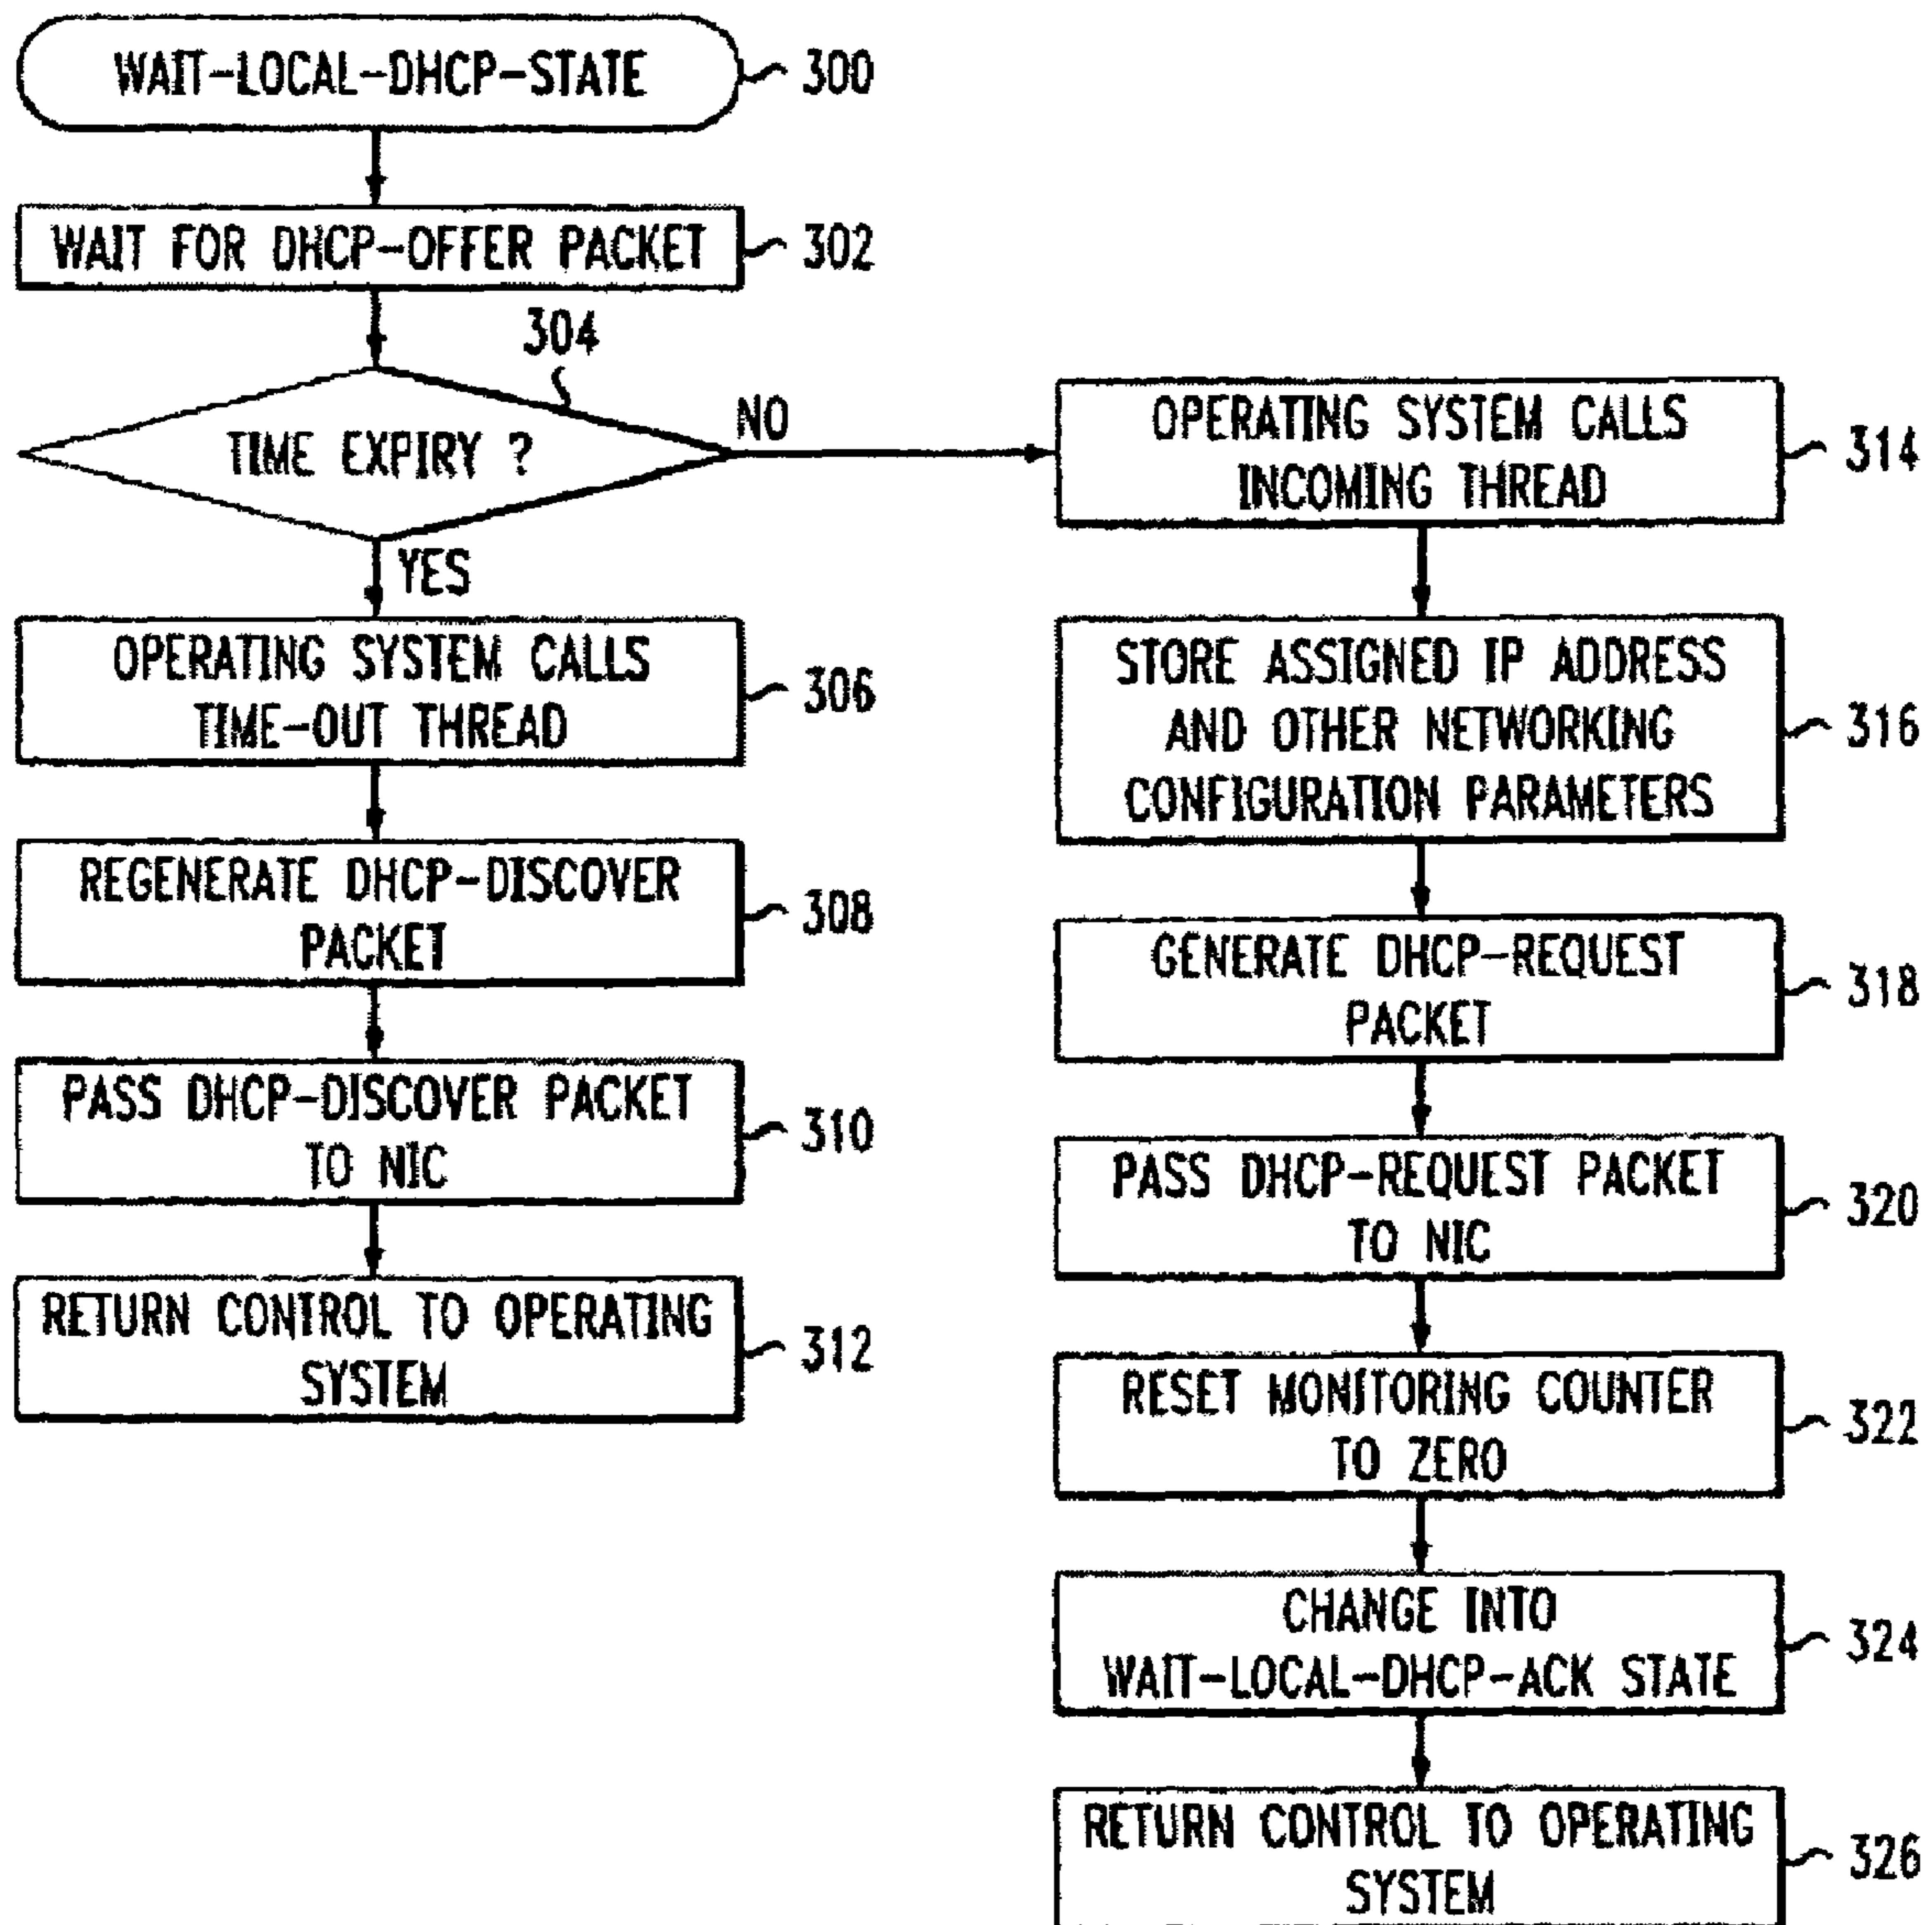 WAIT-LOCAL-DHCP-STATE
300
WAIT FOR DHCP-OFFER PACKET
302
304
TIME EXPIRY ?
NO
YES
OPERATING SYSTEM CALLS
TIME-OUT THREAD
306
REGENERATE DHCP-DISCOVER
PACKET
308
PASS DHCP-DISCOVER PACKET
TO NIC
310
RETURN CONTROL TO OPERATING
SYSTEM
312
OPERATING SYSTEM CALLS
INCOMING THREAD
314
STORE ASSIGNED IP ADDRESS
AND OTHER NETWORKING
CONFIGURATION PARAMETERS
316
GENERATE DHCP-REQUEST
PACKET
318
PASS DHCP-REQUEST PACKET
TO NIC
320
RESET MONITORING COUNTER
TO ZERO
322
CHANGE INTO
WAIT-LOCAL-DHCP-ACK STATE
324
RETURN CONTROL TO OPERATING
SYSTEM
326